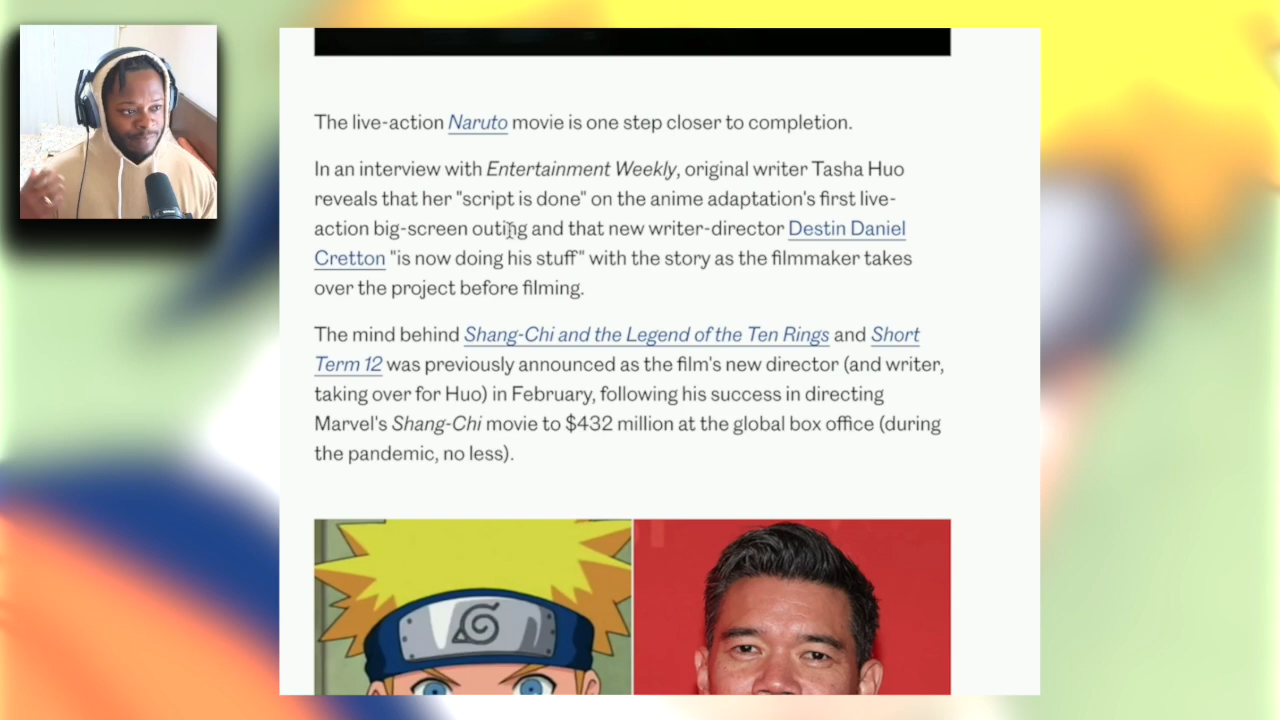 The live-action Naruto movie is one step closer to completion.
In an interview with Entertainment Weekly, original writer Tasha Huo
reveals that her "script is done" on the anime adaptation's first live-
action big-screen outing and that new writer-director Destin Daniel
Cretton "is now doing his stuff" with the story as the filmmaker takes
over the project before filming.
The mind behind Shang-Chi and the Legend of the Ten Rings and Short
Term 12 was previously announced as the film's new director (and writer,
taking over for Huo) in February, following his success in directing
Marvel's Shang-Chi movie to $432 million at the global box office (during
the pandemic, no less).